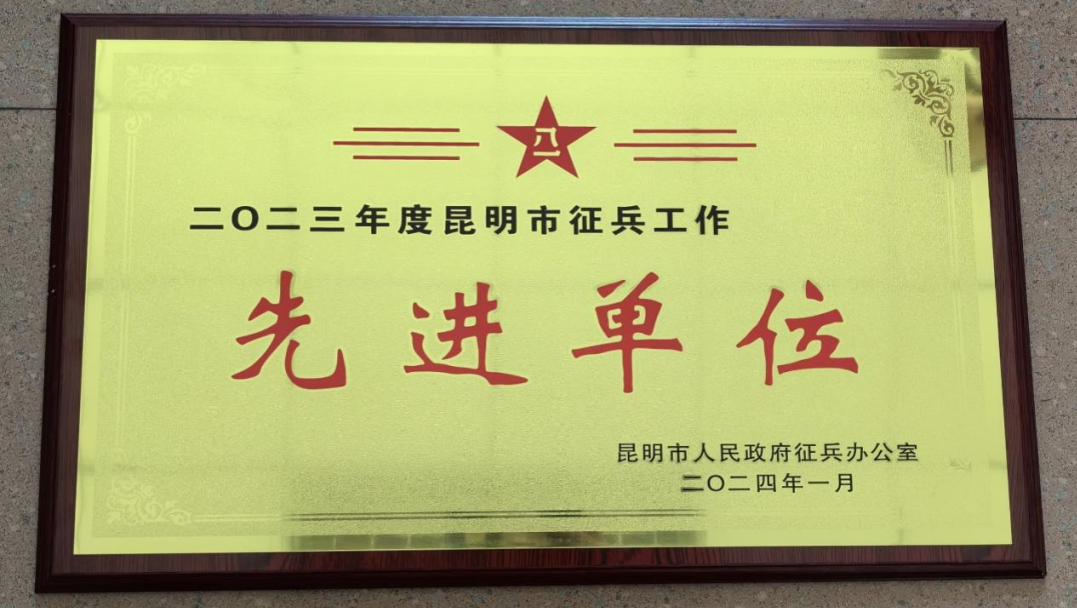 八一
二〇二三年度昆明市征兵工作
先进单位
昆明市人民政府征兵办公室
二〇二四年一月